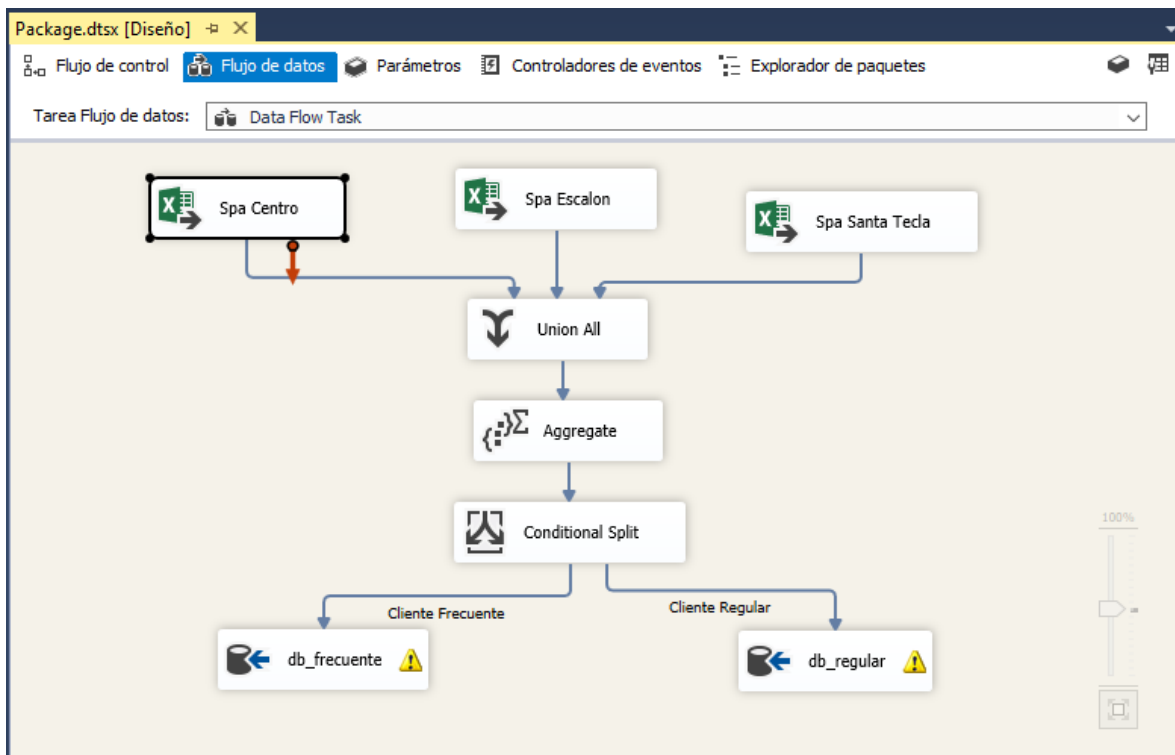 Package.dtsx [Diseño]
Flujo de control Flujo de datos Parámetros Controladores de eventos Explorador de paquetes
Tarea Flujo de datos: Data Flow Task
Spa Centro
Spa Escalon
Spa Santa Tecla
Union All
Aggregate
Conditional Split
Cliente Frecuente
Cliente Regular
db_frecuente
db_regular
100%